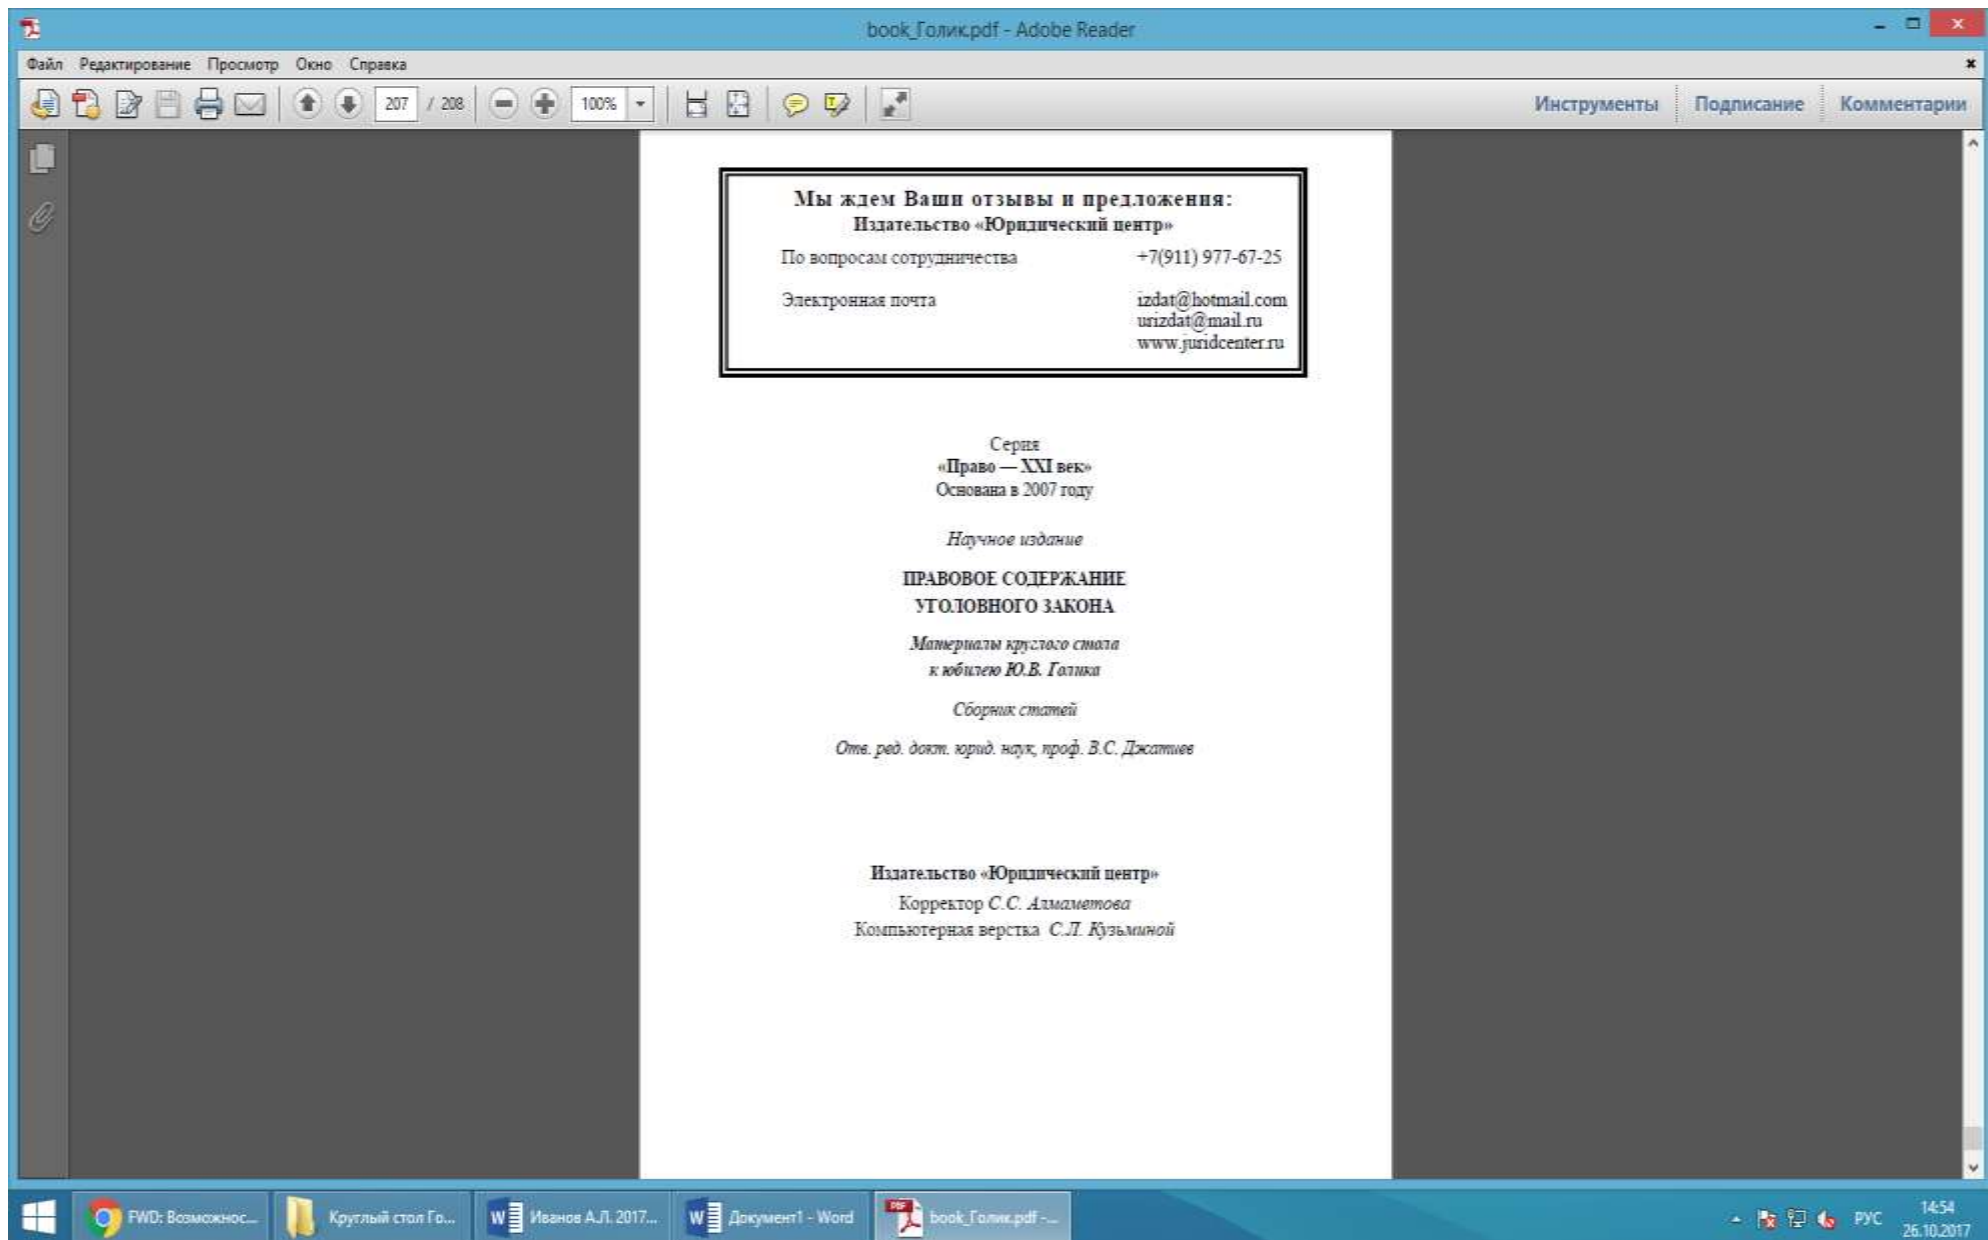 book_Голик.pdf - Adobe Reader
Файл Редактирование Просмотр Окно Справка
207 / 208 100% Инструменты Подписание Комментарии
Мы ждем Ваши отзывы и предложения:
Издательство «Юридический центр»
По вопросам сотрудничества +7(911) 977-67-25
Электронная почта izdat@hotmail.com
urizdat@mail.ru
www.juridcenter.ru
Серия
«Право — XXI век»
Основана в 2007 году
Научное издание
ПРАВОВОЕ СОДЕРЖАНИЕ
УГОЛОВНОГО ЗАКОНА
Материалы круглого стола
к юбилею Ю.В. Голика
Сборник статей
Отв. ред. докт. юрид. наук, проф. В.С. Джатиев
Издательство «Юридический центр»
Корректор С.С. Алмаметова
Компьютерная верстка С.Л. Кузьминой
FWD: Возможнос... Круглый стол Го... Иванов А.Л. 2017... Документ1 - Word book_Голик.pdf -... РУС 14:54
26.10.2017